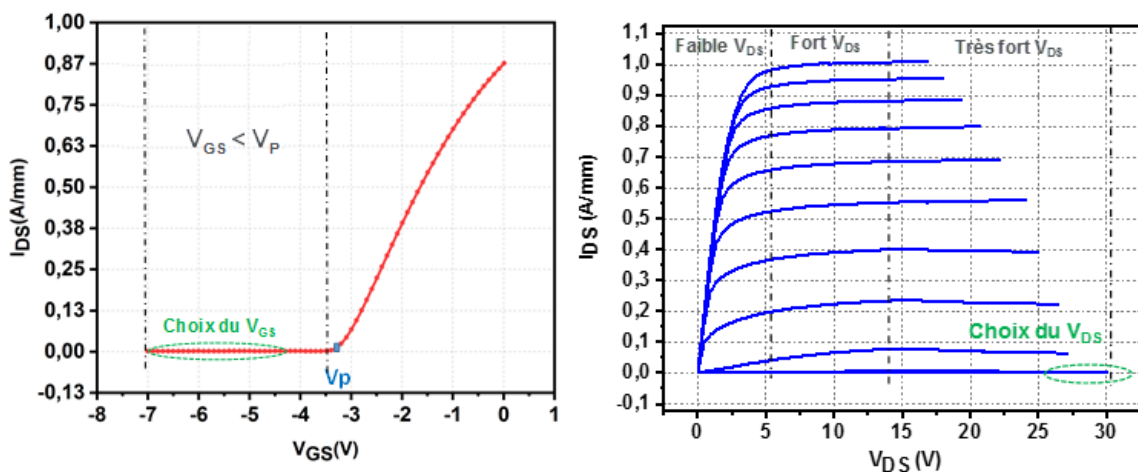 1,00
0,87
0,75
0,63
0,50
0,38
0,25
0,13
0,00
-0,13
IDS(A/mm)
VGS < VP
Choix du VGS
Vp
-8 -7 -6 -5 -4 -3 -2 -1 0 1
VGS(V)
1,1
1,0
0,9
0,8
0,7
0,6
0,5
0,4
0,3
0,2
0,1
0,0
-0,1
IDS (A/mm)
Faible VDS Fort VDS Très fort VDS
Choix du VDS
0 5 10 15 20 25 30
VDS (V)